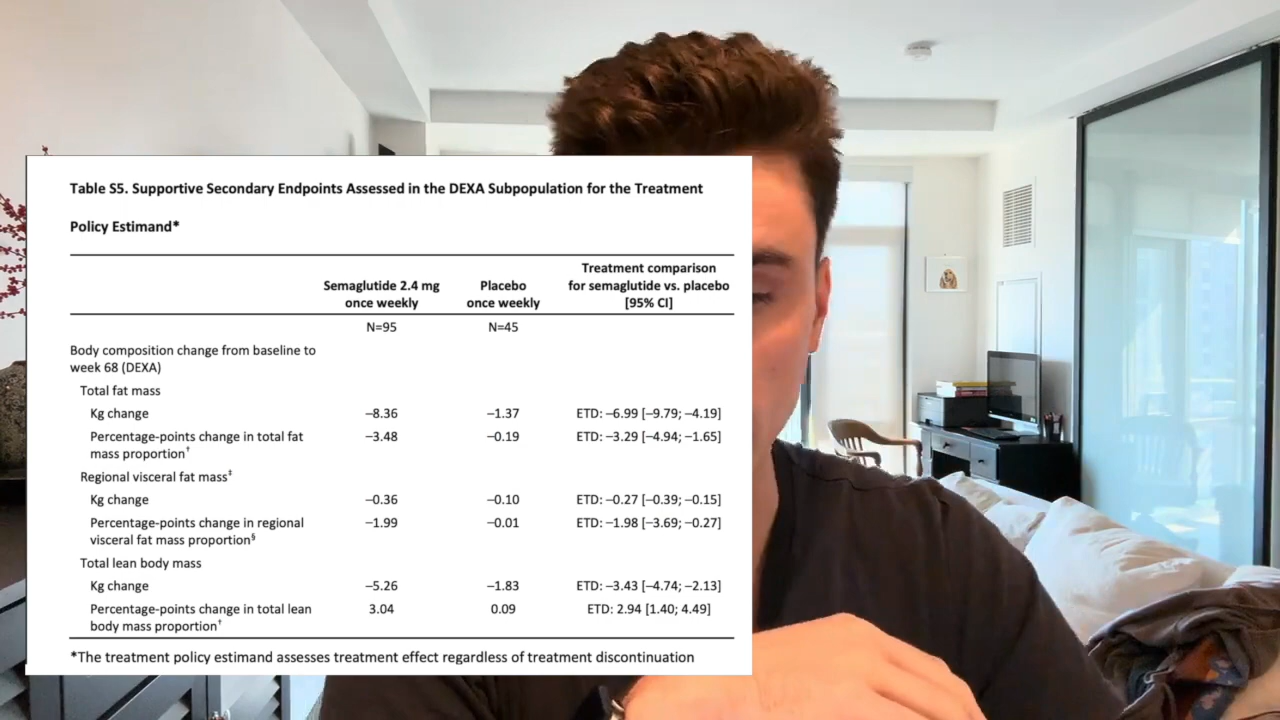 Table S5. Supportive Secondary Endpoints Assessed in the DEXA Subpopulation for the Treatment
Policy Estimand*
Semaglutide 2.4 mg once weekly
Placebo once weekly
Treatment comparison for semaglutide vs. placebo [95% CI]
N=95 N=45
Body composition change from baseline to
week 68 (DEXA)
Total fat mass
Kg change –8.36 –1.37 ETD: –6.99 [–9.79; –4.19]
Percentage-points change in total fat –3.48 –0.19 ETD: –3.29 [–4.94; –1.65]
mass proportion†
Regional visceral fat mass‡
Kg change –0.36 –0.10 ETD: –0.27 [–0.39; –0.15]
Percentage-points change in regional –1.99 –0.01 ETD: –1.98 [–3.69; –0.27]
visceral fat mass proportion§
Total lean body mass
Kg change –5.26 –1.83 ETD: –3.43 [–4.74; –2.13]
Percentage-points change in total lean 3.04 0.09 ETD: 2.94 [1.40; 4.49]
body mass proportion†
*The treatment policy estimand assesses treatment effect regardless of treatment discontinuation